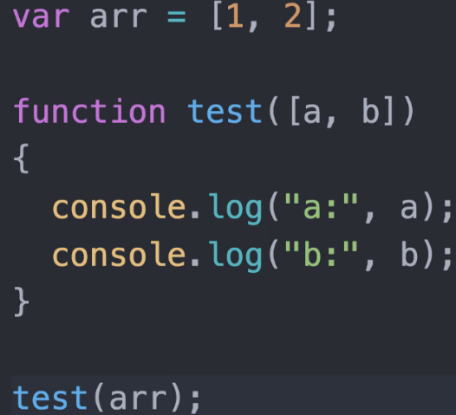 var arr = [1, 2];
function test([a, b])
{
  console.log("a:", a);
  console.log("b:", b);
}
test(arr);